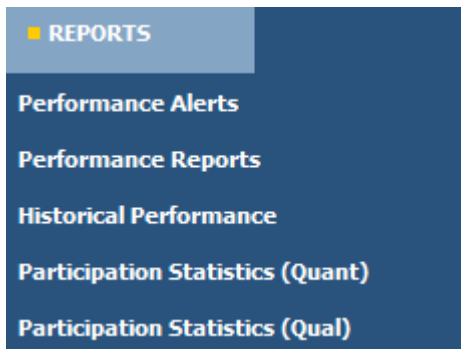 REPORTS
Performance Alerts
Performance Reports
Historical Performance
Participation Statistics (Quant)
Participation Statistics (Qual)